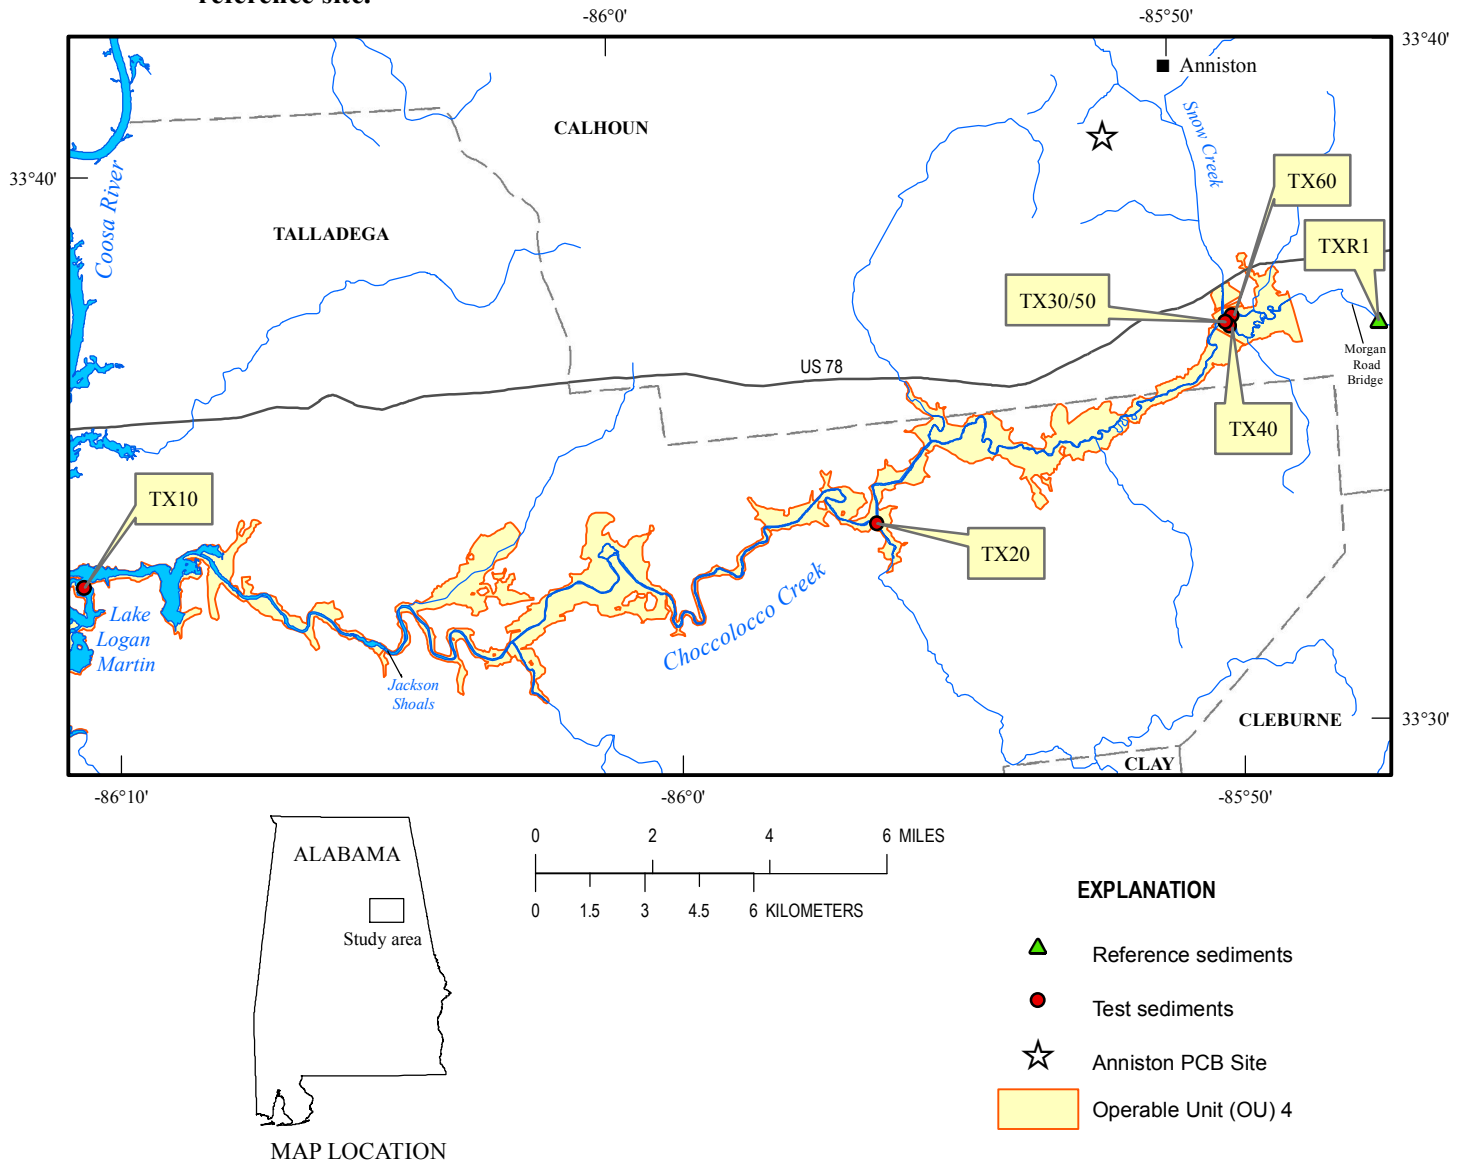 reference site.
-86°0'
-85°50'
33°40'
Anniston
Snow Creek
CALHOUN
TX60
33°40'
Coosa River
TALLADEGA
TXR1
TX30/50
Morgan
Road
Bridge
US 78
TX40
TX10
TX20
Lake
Logan
Martin
Choccolocco Creek
Jackson
Shoals
33°30'
CLEBURNE
CLAY
-86°10'
-86°0'
-85°50'
0 2 4 6 MILES
0 1.5 3 4.5 6 KILOMETERS
ALABAMA
Study area
MAP LOCATION
EXPLANATION
Reference sediments
Test sediments
Anniston PCB Site
Operable Unit (OU) 4